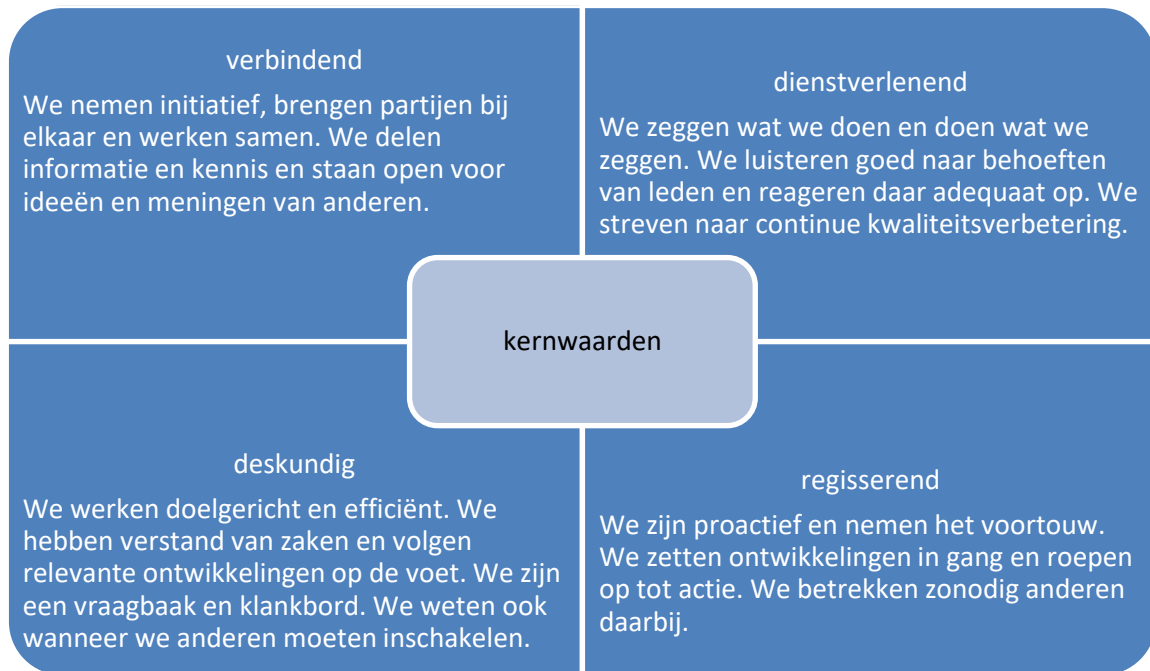 verbindend
We nemen initiatief, brengen partijen bij
elkaar en werken samen. We delen
informatie en kennis en staan open voor
ideeën en meningen van anderen.
dienstverlenend
We zeggen wat we doen en doen wat we
zeggen. We luisteren goed naar behoeften
van leden en reageren daar adequaat op. We
streven naar continue kwaliteitsverbetering.
kernwaarden
deskundig
We werken doelgericht en efficiënt. We
hebben verstand van zaken en volgen
relevante ontwikkelingen op de voet. We zijn
een vraagbaak en klankbord. We weten ook
wanneer we anderen moeten inschakelen.
regisserend
We zijn proactief en nemen het voortouw.
We zetten ontwikkelingen in gang en roepen
op tot actie. We betrekken zonodig anderen
daarbij.